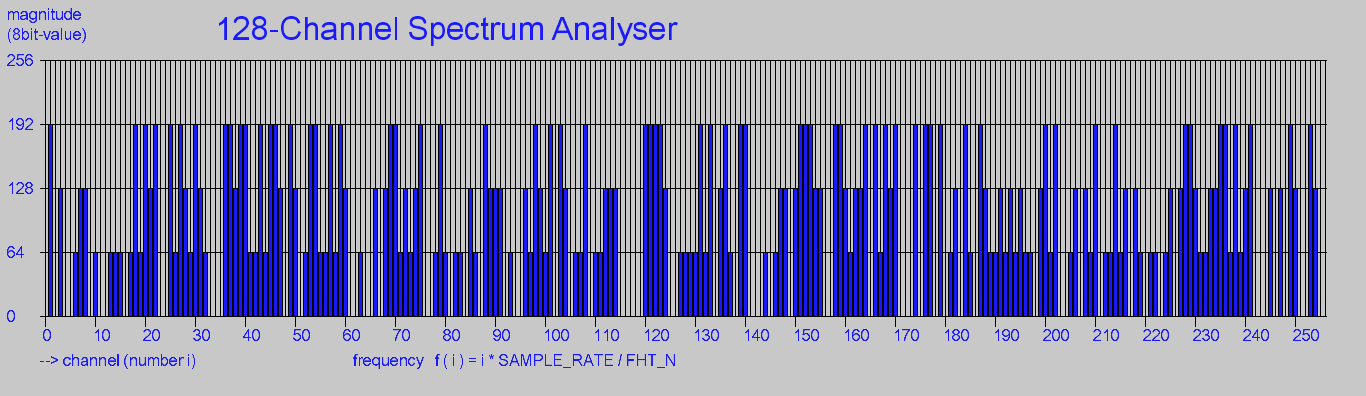 magnitude
(8bit-value)
128-Channel Spectrum Analyser
256
192
128
64
0
0 10 20 30 40 50 60 70 80 90 100 110 120 130 140 150 160 170 180 190 200 210 220 230 240 250
--> channel (number i) frequency f ( i ) = i * SAMPLE_RATE / FHT_N